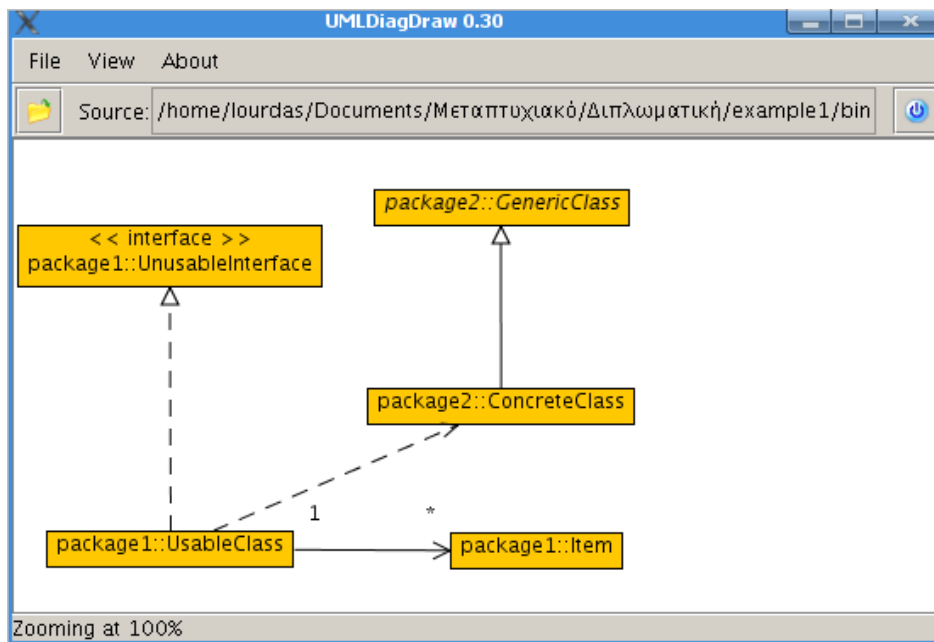 UMLDiagDraw 0.30
File View About
Source: /home/lourdas/Documents/Μεταπτυχιακό/Διπλωματική/example1/bin
package2::GenericClass
<< interface >>
package1::UnusableInterface
package2::ConcreteClass
1 *
package1::UsableClass package1::Item
Zooming at 100%